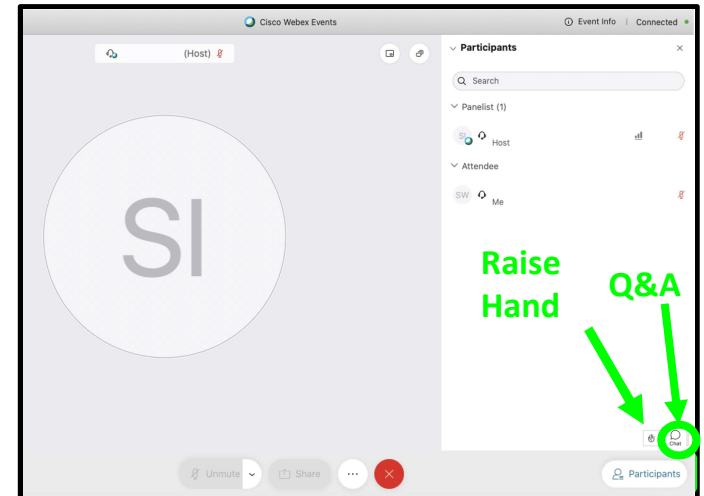 Cisco Webex Events
Event Info | Connected
(Host)
Participants
Search
Panelist (1)
SI
Host
Attendee
SW
Me
SI
Raise
Hand
Q&A
Chat
Unmute
Share
Participants